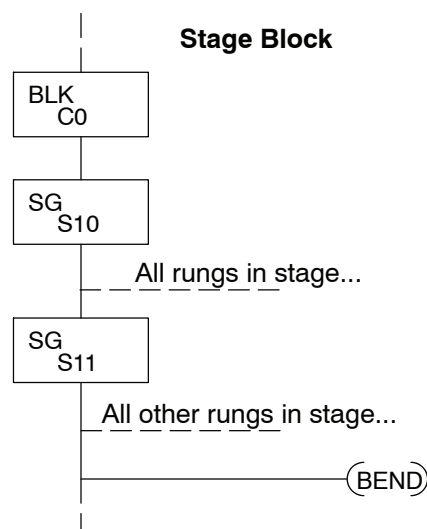 Stage Block
BLK
C0
SG
S10
All rungs in stage...
SG
S11
All other rungs in stage...
BEND